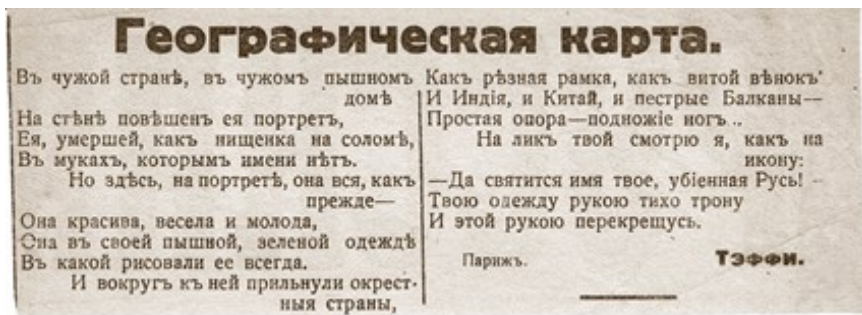 Географическая карта.
Въ чужой странѣ, въ чужомъ пышномъ
домѣ
На стѣнѣ повѣшенъ ея портретъ,
Ея, умершей, какъ нищенка на соломѣ,
Въ мукахъ, которымъ имени нѣтъ.
Но здѣсь, на портретѣ, она вся, какъ
прежде—
Она красива, весела и молода,
Она въ своей пышной, зеленой одеждѣ
Въ какой рисовали ее всегда.
И вокругъ къ ней прильнули окрест-
ныя страны,
Какъ рѣзная рамка, какъ витой вѣнокъ
И Индія, и Китай, и пестрые Балканы—
Простая опора—подножіе ногъ...
На ликъ твой смотрю я, какъ на
икону:
—Да святится имя твое, убіенная Русь! –
Твою одежду рукою тихо трону
И этой рукою перекрещусь.
Парижъ.
Тэффи.